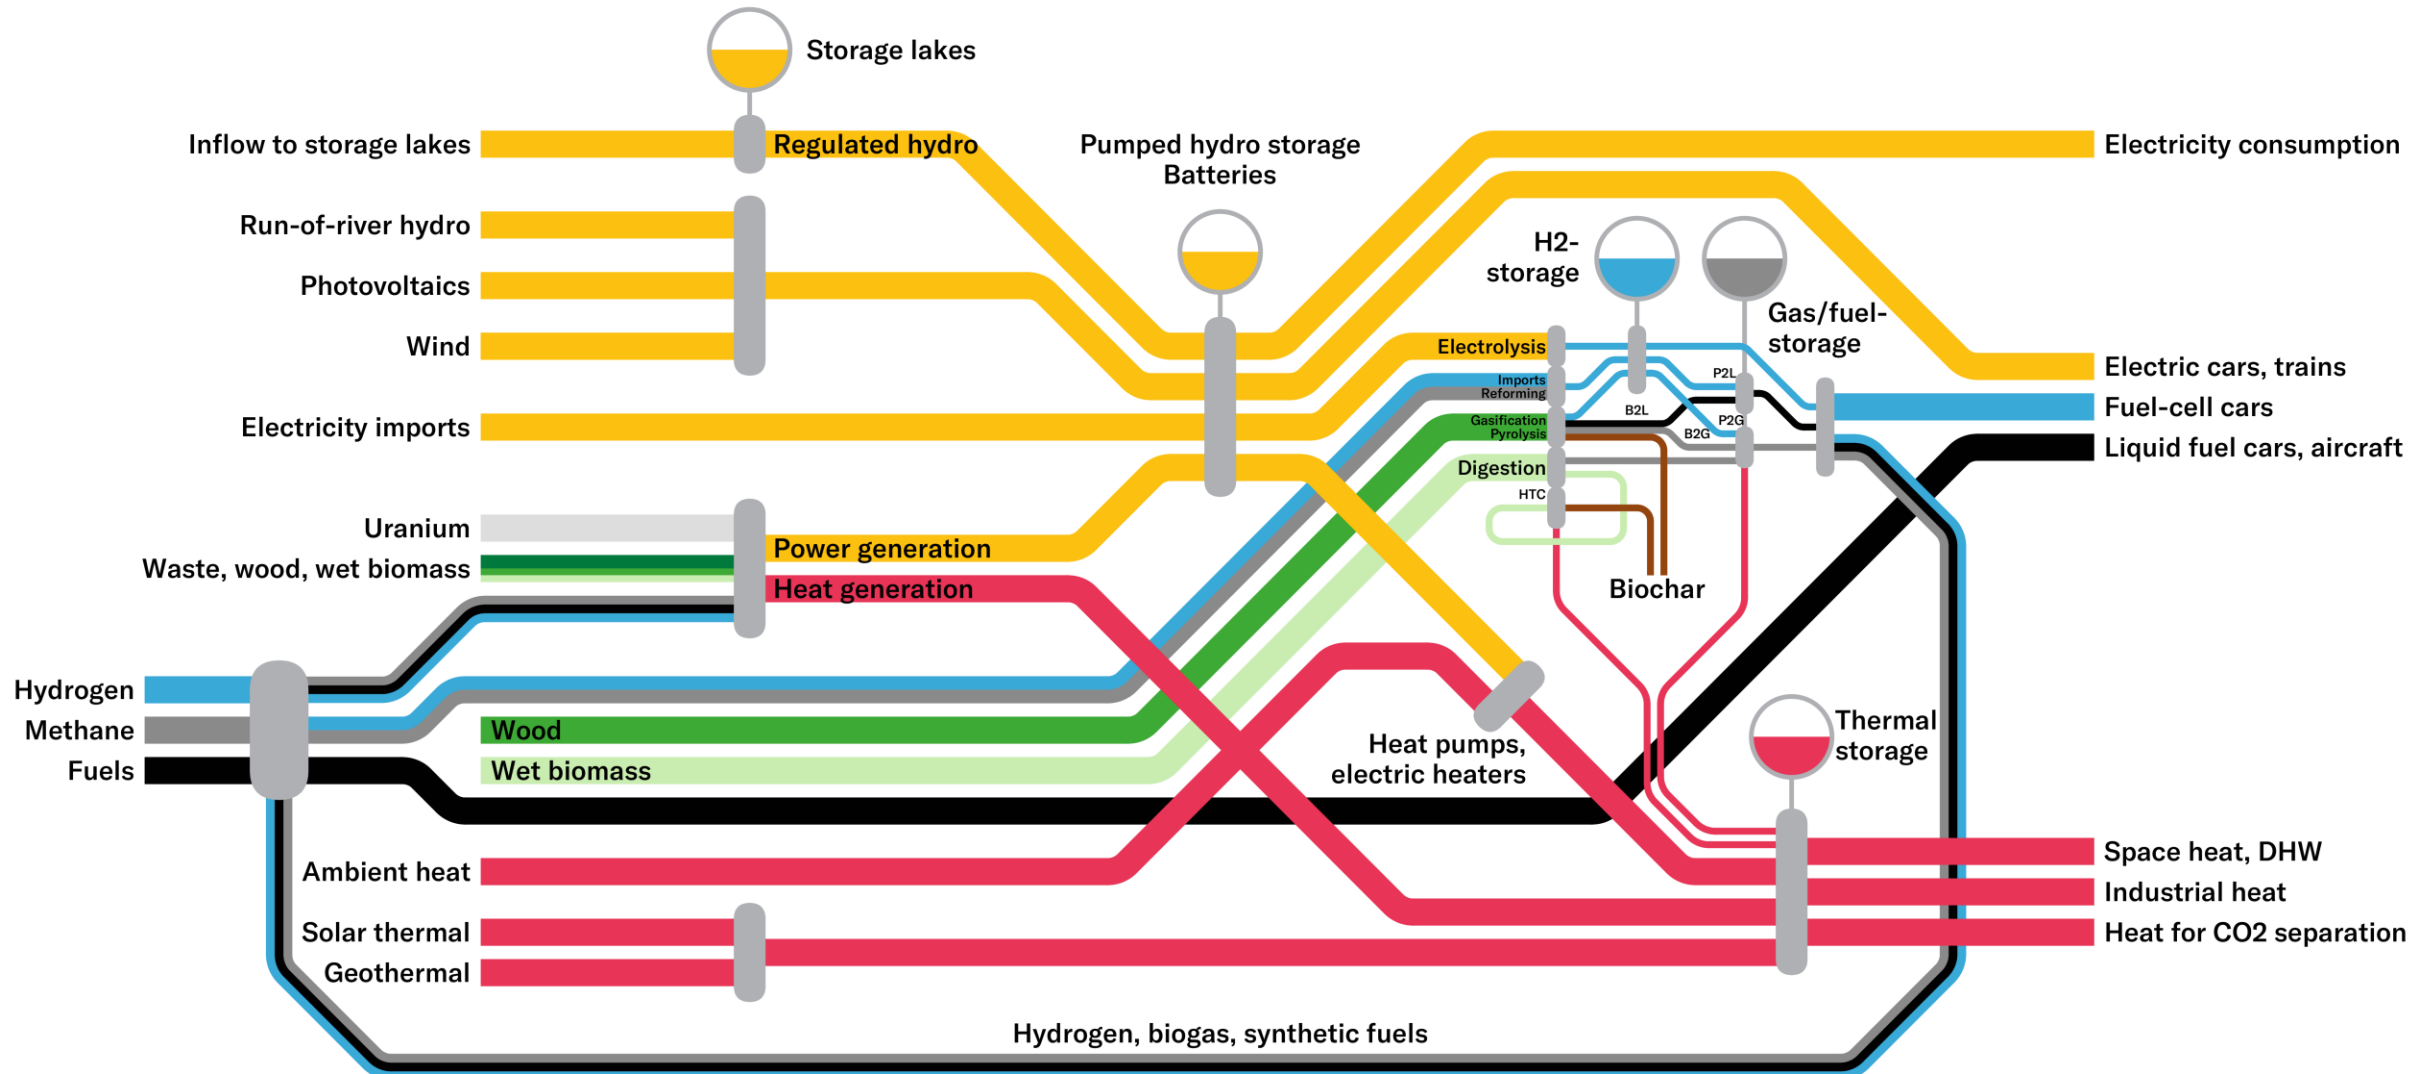 Storage lakes
Inflow to storage lakes
Regulated hydro
Pumped hydro storage
Batteries
Electricity consumption
Run-of-river hydro
H2-
storage
Photovoltaics
Gas/fuel-
storage
Wind
Electrolysis
Electric cars, trains
Imports
Reforming
P2L
Fuel-cell cars
B2L
Electricity imports
Gasification
Pyrolysis
P2G
B2G
Liquid fuel cars, aircraft
Digestion
HTC
Uranium
Power generation
Waste, wood, wet biomass
Heat generation
Biochar
Hydrogen
Methane
Wood
Thermal
storage
Fuels
Wet biomass
Heat pumps,
electric heaters
Ambient heat
Space heat, DHW
Industrial heat
Solar thermal
Heat for CO2 separation
Geothermal
Hydrogen, biogas, synthetic fuels